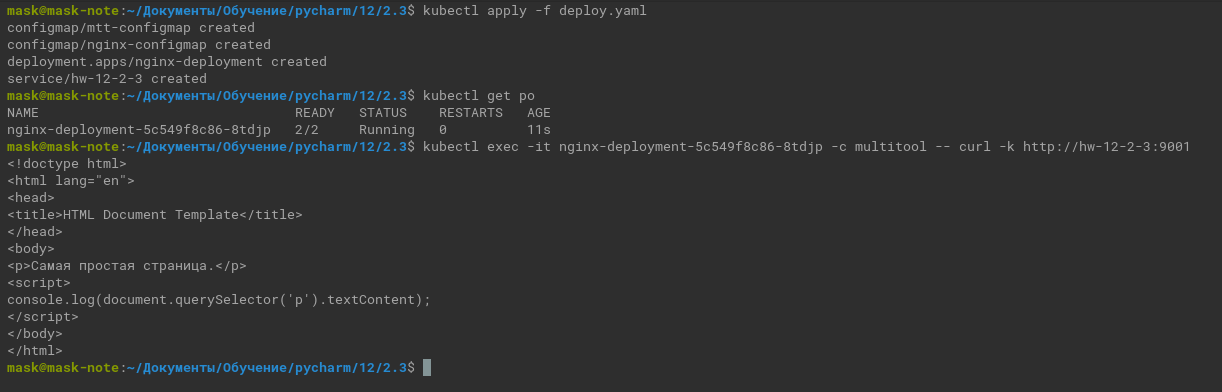 mask@mask-note:~/Документы/Обучение/pycharm/12/2.3$ kubectl apply -f deploy.yaml
configmap/mtt-configmap created
configmap/nginx-configmap created
deployment.apps/nginx-deployment created
service/hw-12-2-3 created
mask@mask-note:~/Документы/Обучение/pycharm/12/2.3$ kubectl get po
NAME                                READY   STATUS    RESTARTS   AGE
nginx-deployment-5c549f8c86-8tdjp   2/2     Running   0          11s
mask@mask-note:~/Документы/Обучение/pycharm/12/2.3$ kubectl exec -it nginx-deployment-5c549f8c86-8tdjp -c multitool -- curl -k http://hw-12-2-3:9001
<!doctype html>
<html lang="en">
<head>
<title>HTML Document Template</title>
</head>
<body>
<p>Самая простая страница.</p>
<script>
console.log(document.querySelector('p').textContent);
</script>
</body>
</html>
mask@mask-note:~/Документы/Обучение/pycharm/12/2.3$